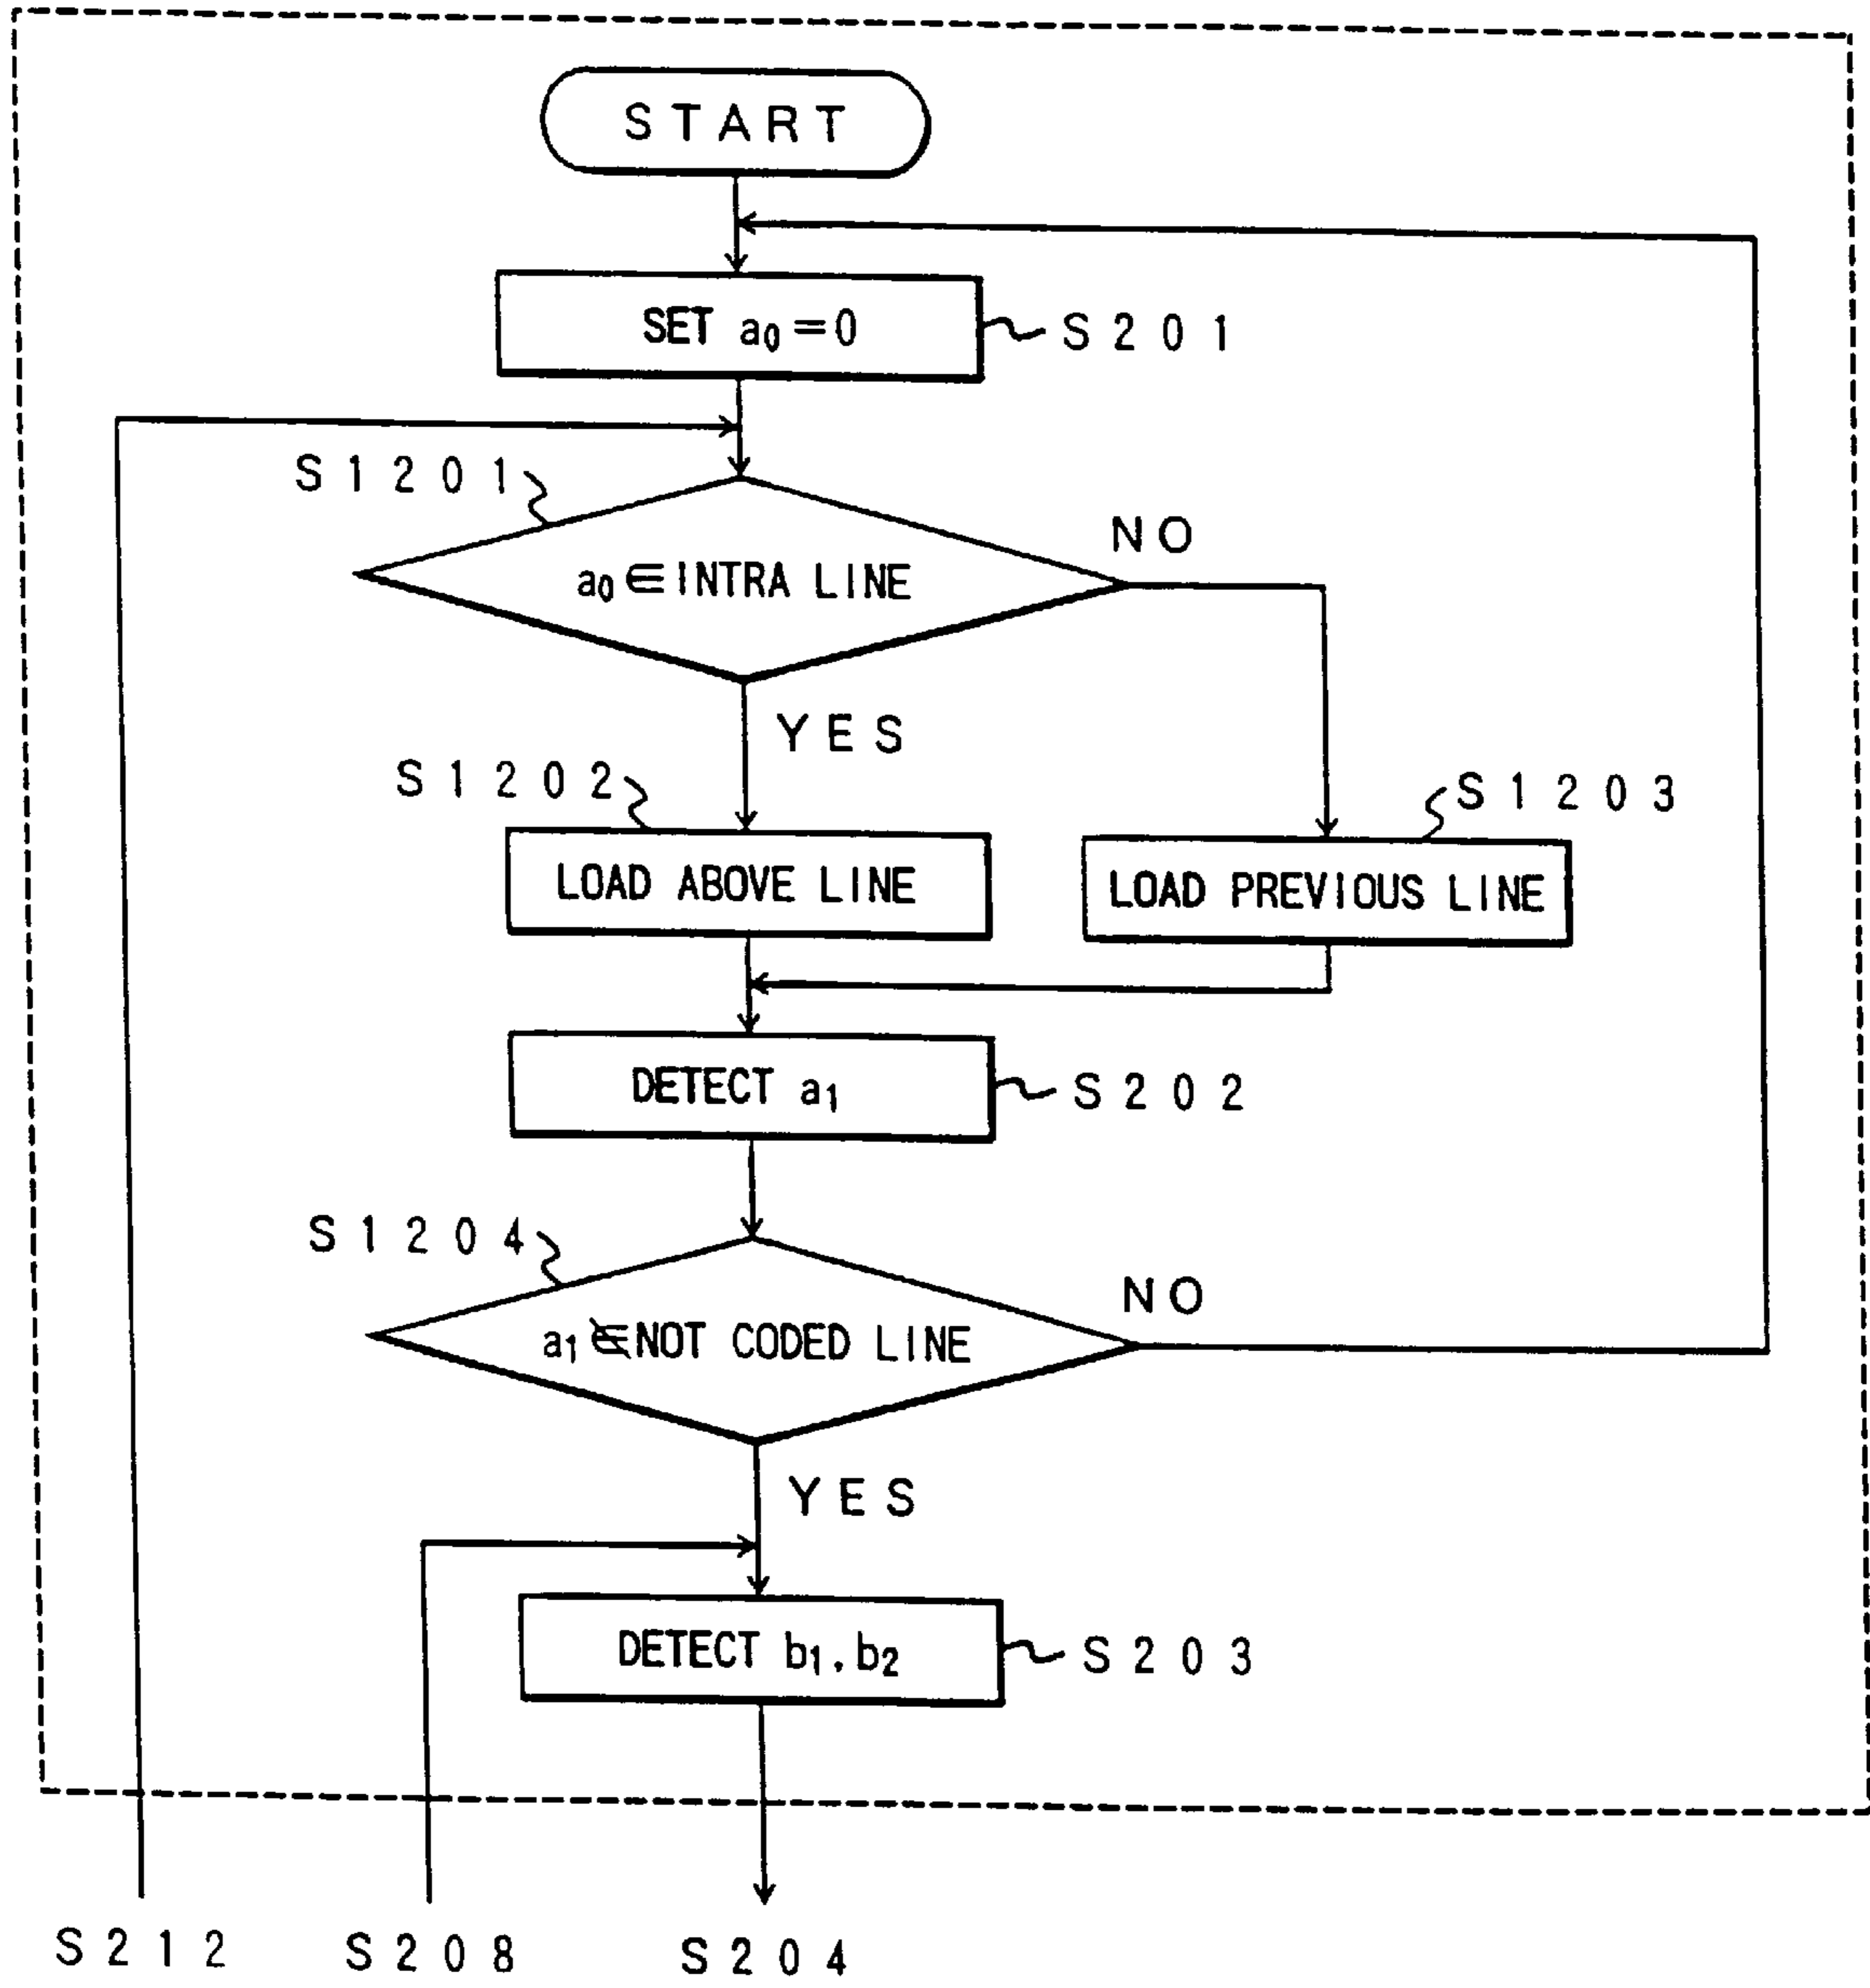 START
SET a₀=0
S201
S1201
a₀∈INTRA LINE
NO
YES
S1202
S1203
LOAD ABOVE LINE
LOAD PREVIOUS LINE
DETECT a₁
S202
S1204
a₁∉NOT CODED LINE
NO
YES
DETECT b₁,b₂
S203
S212
S208
S204